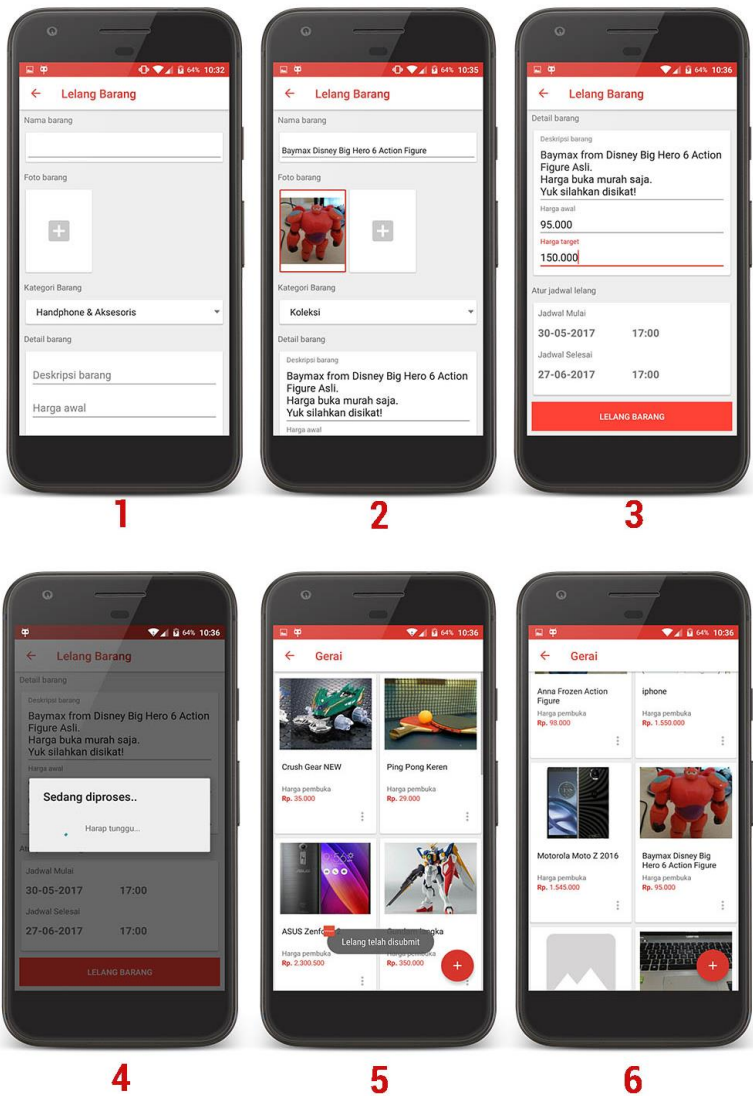 64% 10:32
Lelang Barang
Nama barang
Foto barang
Kategori Barang
Handphone & Aksesoris
Detail barang
Deskripsi barang
Harga awal
1
64% 10:35
Lelang Barang
Nama barang
Baymax Disney Big Hero 6 Action Figure
Foto barang
Kategori Barang
Koleksi
Detail barang
Deskripsi barang
Baymax from Disney Big Hero 6 Action
Figure Asli.
Harga buka murah saja.
Yuk silahkan disikat!
Harga awal
2
64% 10:36
Lelang Barang
Detail barang
Deskripsi barang
Baymax from Disney Big Hero 6 Action
Figure Asli.
Harga buka murah saja.
Yuk silahkan disikat!
Harga awal
95.000
Harga target
150.000
Atur jadwal lelang
Jadwal Mulai
30-05-2017 17:00
Jadwal Selesai
27-06-2017 17:00
LELANG BARANG
3
64% 10:36
Lelang Barang
Detail barang
Deskripsi barang
Baymax from Disney Big Hero 6 Action
Figure Asli.
Harga buka murah saja.
Yuk silahkan disikat!
Harga awal
Sedang diproses..
Harap tunggu...
Jadwal Mulai
30-05-2017 17:00
Jadwal Selesai
27-06-2017 17:00
LELANG BARANG
4
64% 10:36
Gerai
Crush Gear NEW
Harga pembuka
Rp. 35.000
Ping Pong Keren
Harga pembuka
Rp. 29.000
ASUS
Harga pembuka
Rp. 2.300.500
Lelang telah disubmit
Rp. 350.000
5
64% 10:36
Gerai
Anna Frozen Action
Figure
Harga pembuka
Rp. 98.000
iphone
Harga pembuka
Rp. 1.550.000
Motorola Moto Z 2016
Harga pembuka
Rp. 1.545.000
Baymax Disney Big
Hero 6 Action Figure
Harga pembuka
Rp. 95.000
6